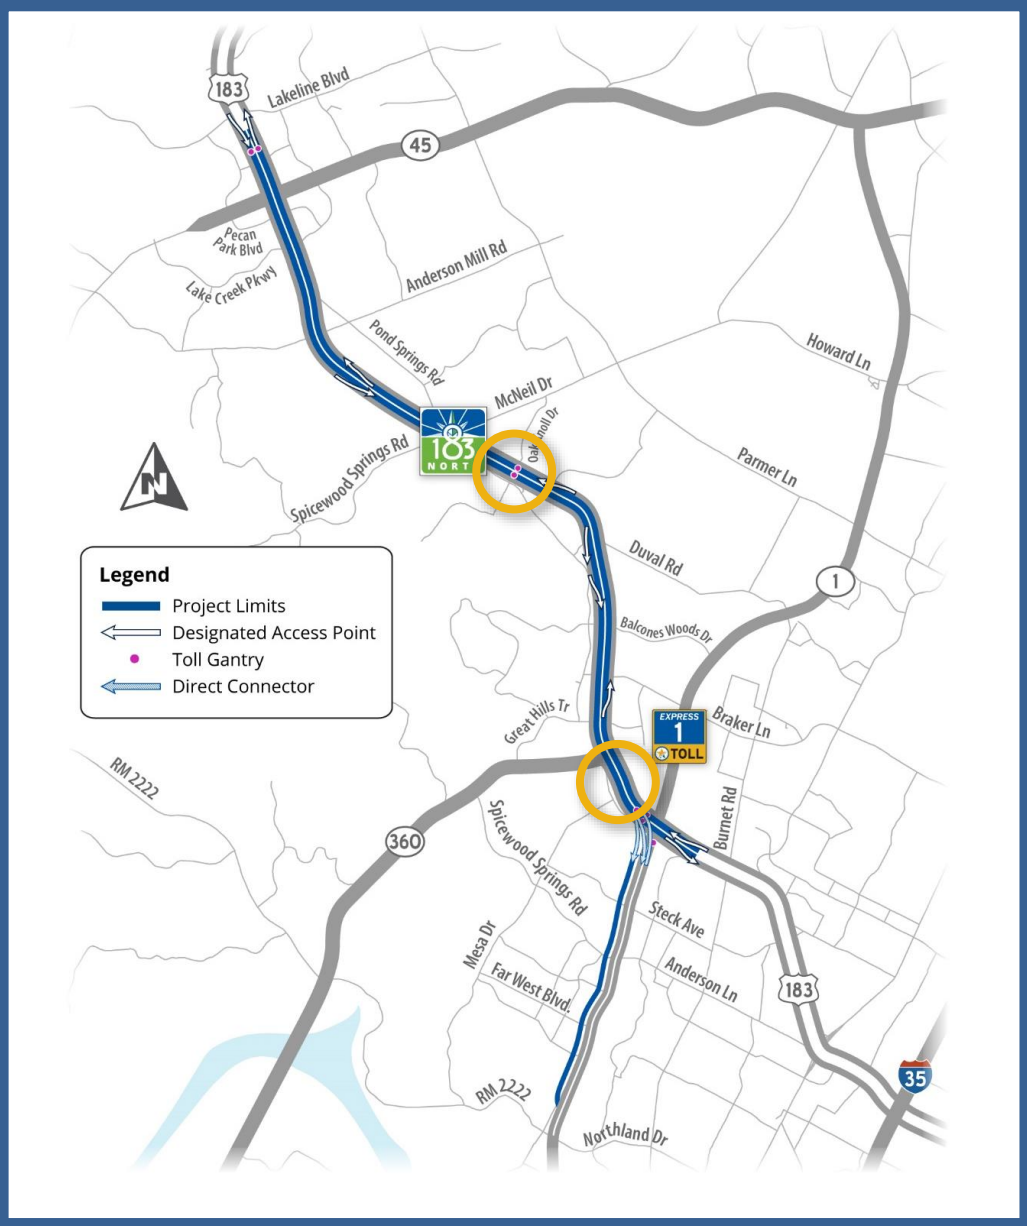 183
Lakeline Blvd
45
Pecan
Park Blvd
Lake Creek Pkwy
Anderson Mill Rd
Pond Springs Rd
Howard Ln
McNeil Dr
183
NORTH
Spicewood Springs Rd
N
Parmer Ln
Duval Rd
1
Legend
Project Limits
Designated Access Point
Toll Gantry
Direct Connector
Balcones Woods Dr
Great Hills Tr
EXPRESS
1
TOLL
Braker Ln
RM 2222
Burnet Rd
360
Spicewood Springs Rd
Steck Ave
Mesa Dr
Anderson Ln
Far West Blvd.
183
35
RM 2222
Northland Dr